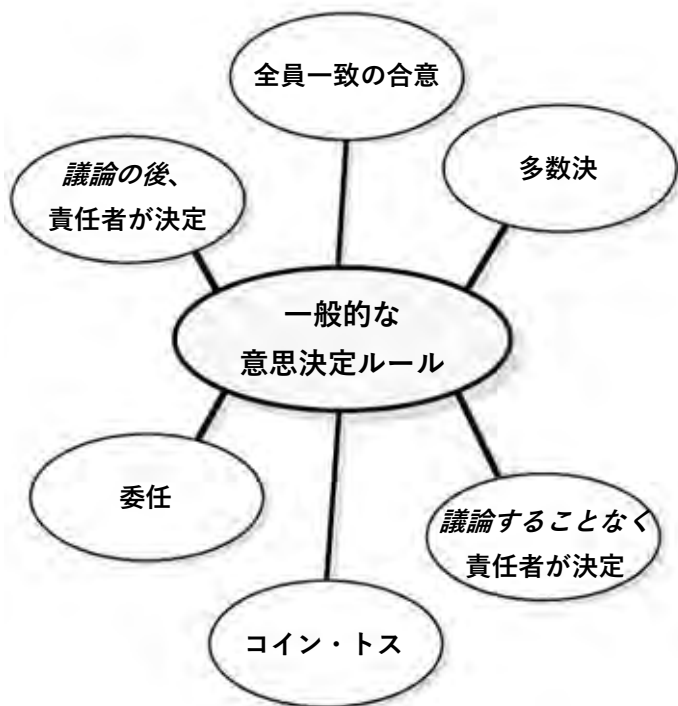 全員一致の合意
議論の後、
責任者が決定
多数決
一般的な
意思決定ルール
委任
議論することなく
責任者が決定
コイン・トス